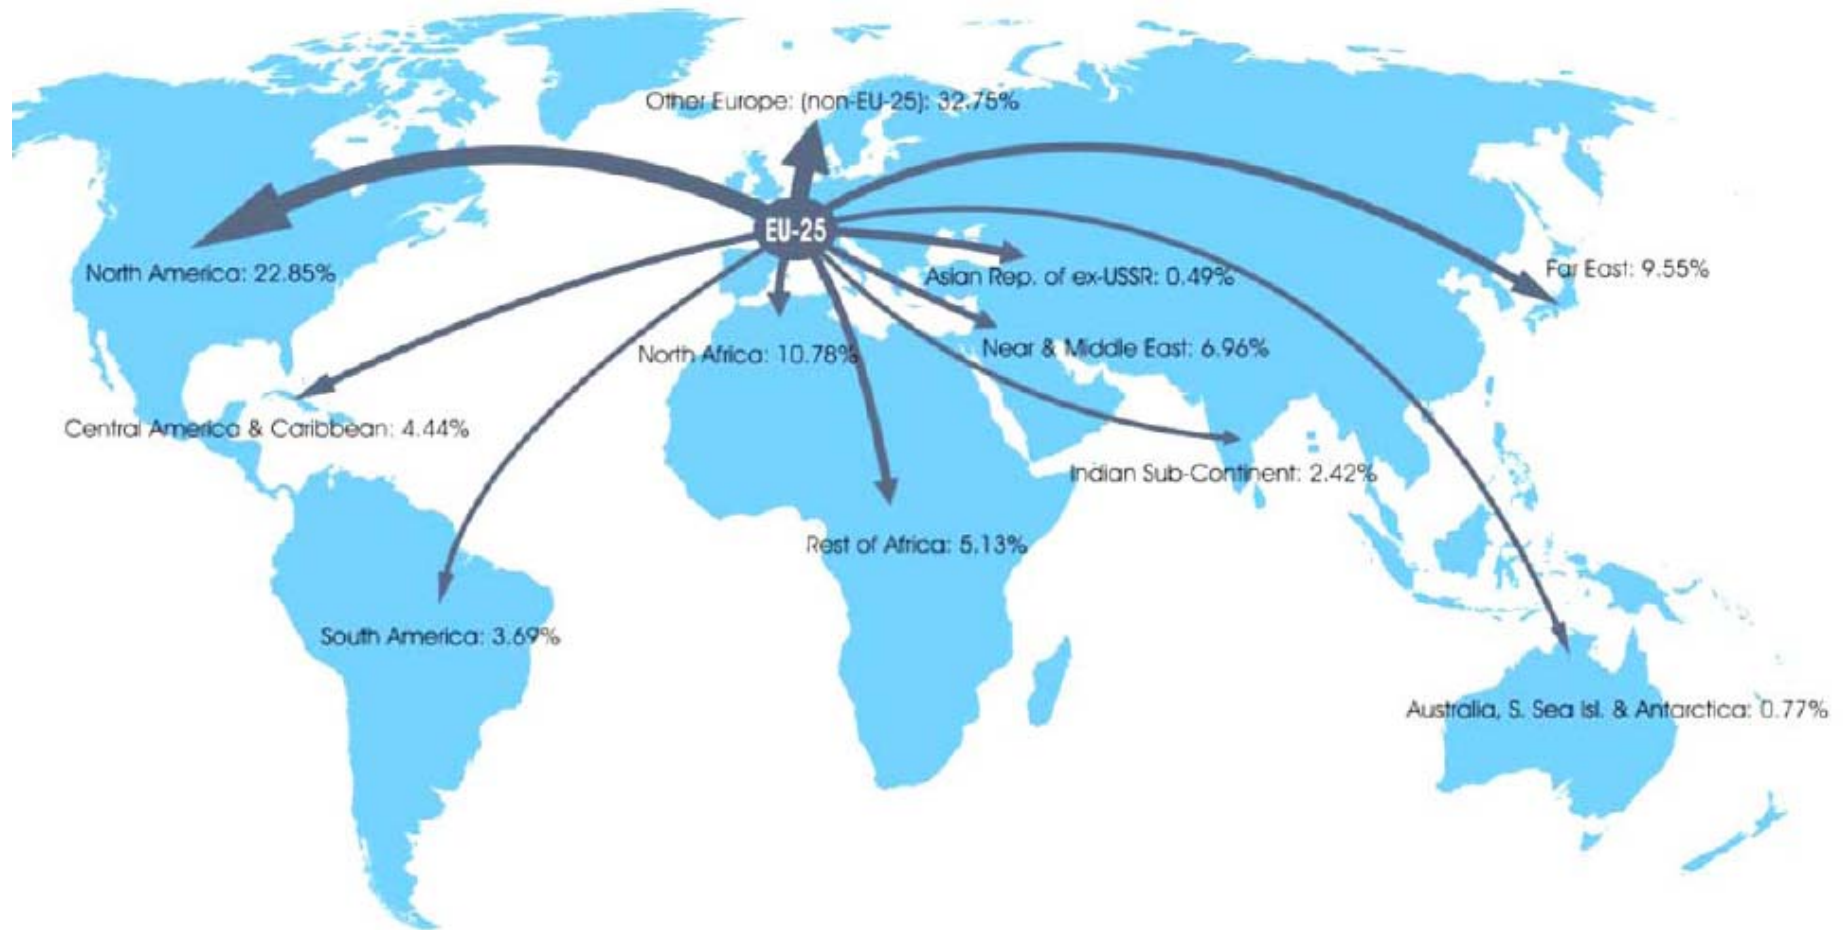 Other Europe: (non-EU-25): 32.75%
EU-25
North America: 22.85%
Asian Rep. of ex-USSR: 0.49%
Far East: 9.55%
North Africa: 10.78%
Near & Middle East: 6.96%
Central America & Caribbean: 4.44%
Indian Sub-Continent: 2.42%
Rest of Africa: 5.13%
South America: 3.69%
Australia, S. Sea Isl. & Antarctica: 0.77%